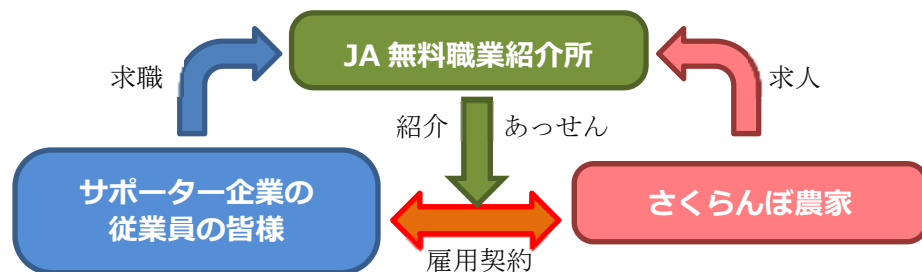 JA 無料職業紹介所
求職
求人
紹介
あっせん
サポーター企業の
従業員の皆様
さくらんぼ農家
雇用契約